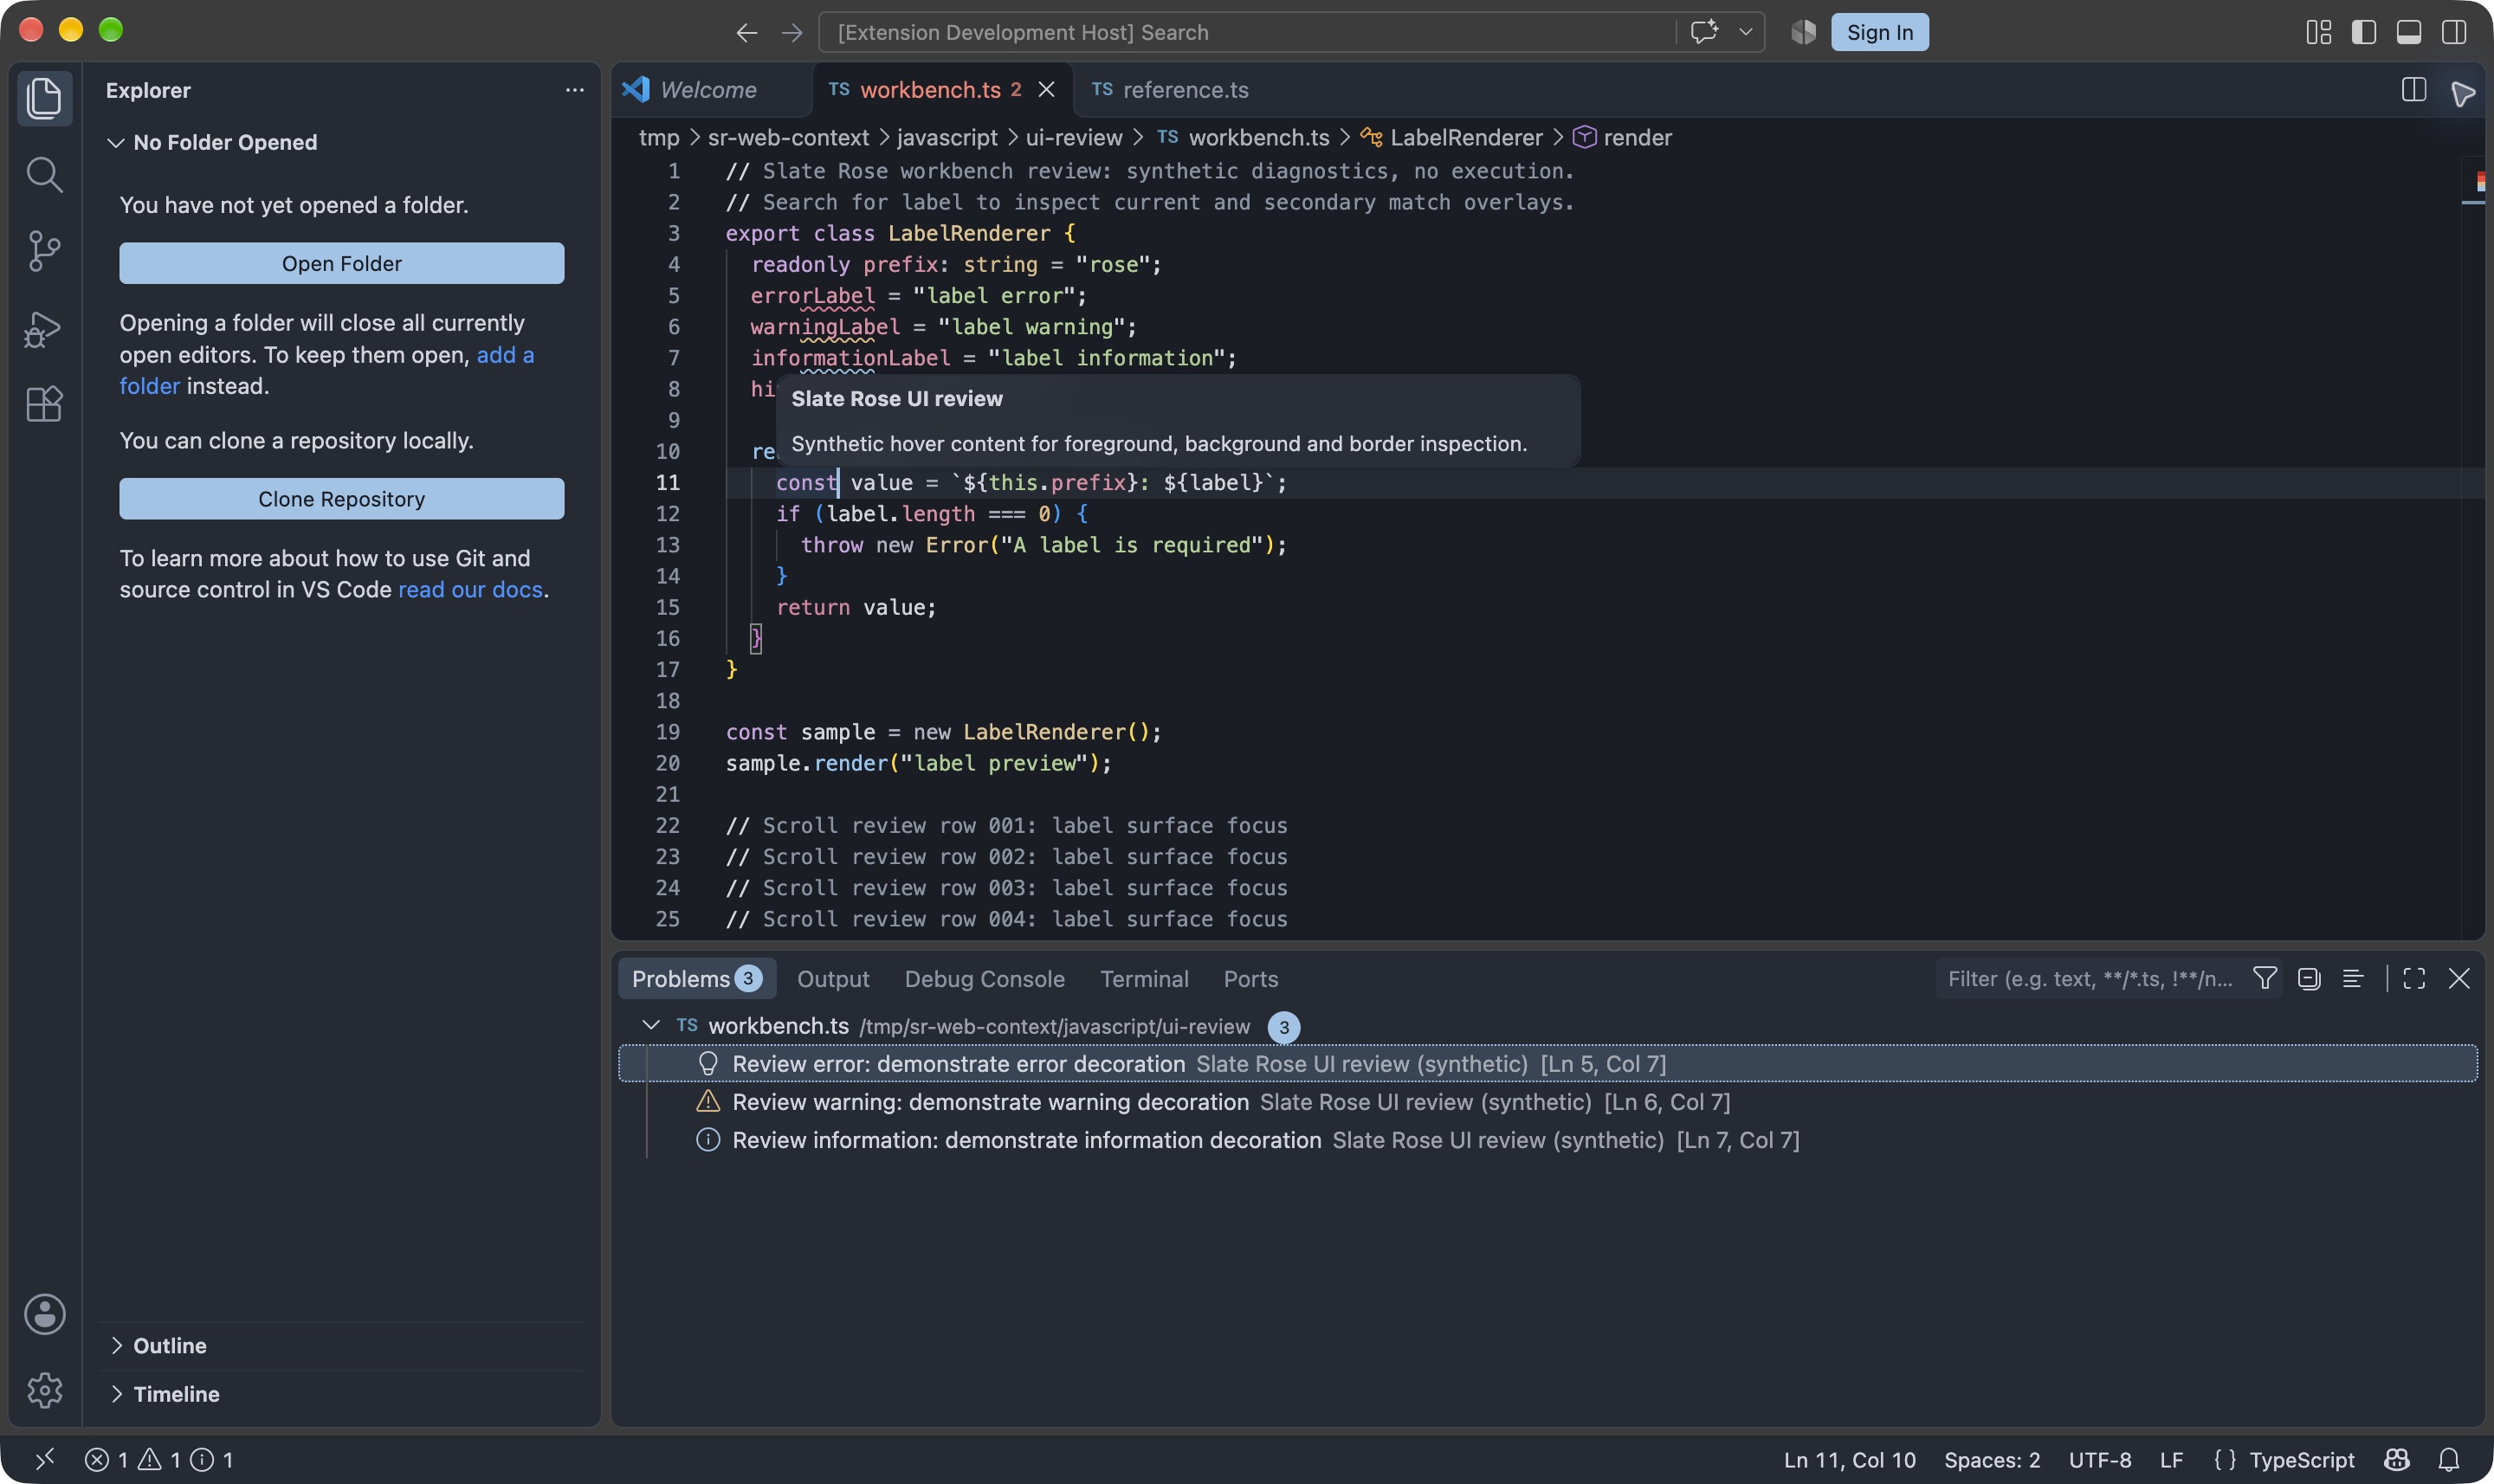 [Extension Development Host] Search
Sign In
Explorer
No Folder Opened
You have not yet opened a folder.
Open Folder
Opening a folder will close all currently
open editors. To keep them open, add a
folder instead.
You can clone a repository locally.
Clone Repository
To learn more about how to use Git and
source control in VS Code read our docs.
Outline
Timeline
Welcome
TS workbench.ts 2
TS reference.ts
tmp > sr-web-context > javascript > ui-review > TS workbench.ts > LabelRenderer > render
1 // Slate Rose workbench review: synthetic diagnostics, no execution.
2 // Search for label to inspect current and secondary match overlays.
3 export class LabelRenderer {
4 readonly prefix: string = "rose";
5 errorLabel = "label error";
6 warningLabel = "label warning";
7 informationLabel = "label information";
8 hi
Slate Rose UI review
9
Synthetic hover content for foreground, background and border inspection.
10 re
11 const value = `${this.prefix}: ${label}`;
12 if (label.length === 0) {
13 throw new Error("A label is required");
14 }
15 return value;
16 }
17 }
18
19 const sample = new LabelRenderer();
20 sample.render("label preview");
21
22 // Scroll review row 001: label surface focus
23 // Scroll review row 002: label surface focus
24 // Scroll review row 003: label surface focus
25 // Scroll review row 004: label surface focus
Problems 3 Output Debug Console Terminal Ports
Filter (e.g. text, **/*.ts, !**/n...
TS workbench.ts /tmp/sr-web-context/javascript/ui-review 3
Review error: demonstrate error decoration Slate Rose UI review (synthetic) [Ln 5, Col 7]
Review warning: demonstrate warning decoration Slate Rose UI review (synthetic) [Ln 6, Col 7]
Review information: demonstrate information decoration Slate Rose UI review (synthetic) [Ln 7, Col 7]
1 1 1
Ln 11, Col 10 Spaces: 2 UTF-8 LF {} TypeScript